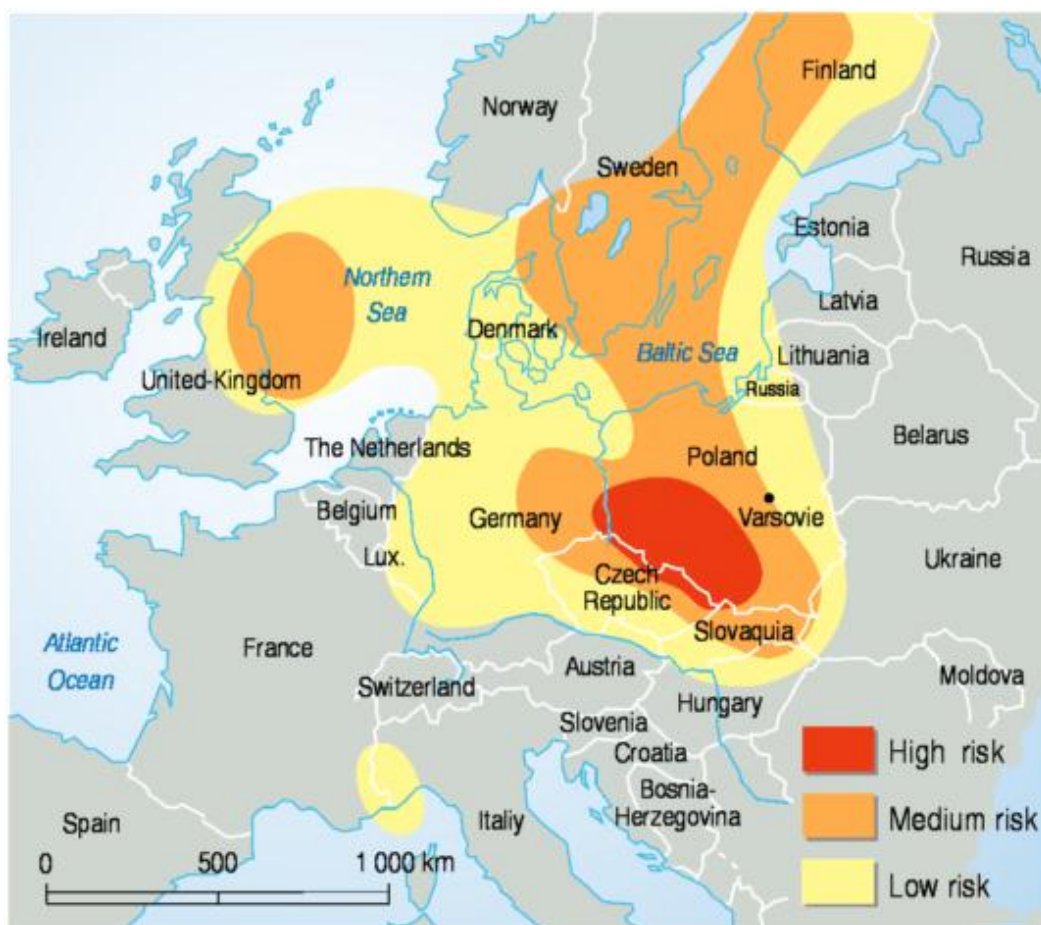 Finland
Norway
Sweden
Estonia
Russia
Northern
Sea
Latvia
Ireland
Denmark
Baltic Sea
Lithuania
United-Kingdom
Russia
The Netherlands
Belarus
Poland
Belgium
Germany
Varsovie
Lux.
Ukraine
Czech
Republic
Slovaquia
Atlantic
Ocean
France
Austria
Moldova
Switzerland
Hungary
Slovenia
Croatia
High risk
Bosnia-
Herzegovina
Spain
Italiy
Medium risk
0 500 1 000 km
Low risk